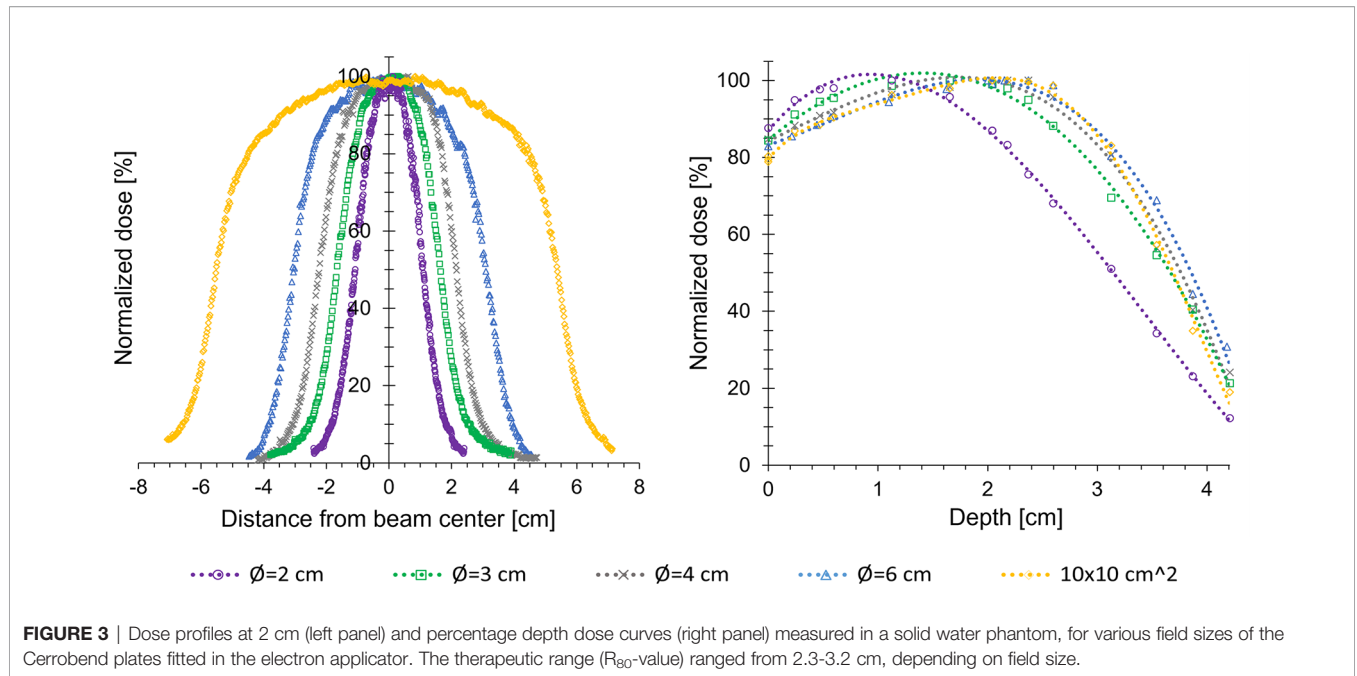 Normalized dose [%]
100
80
60
40
20
0
-8 -6 -4 -2 0 2 4 6 8
Distance from beam center [cm]
Normalized dose [%]
100
80
60
40
20
0
0 1 2 3 4
Depth [cm]
Ø=2 cm Ø=3 cm Ø=4 cm Ø=6 cm 10x10 cm^2
FIGURE 3 | Dose profiles at 2 cm (left panel) and percentage depth dose curves (right panel) measured in a solid water phantom, for various field sizes of the
Cerrobend plates fitted in the electron applicator. The therapeutic range (R₈₀-value) ranged from 2.3-3.2 cm, depending on field size.